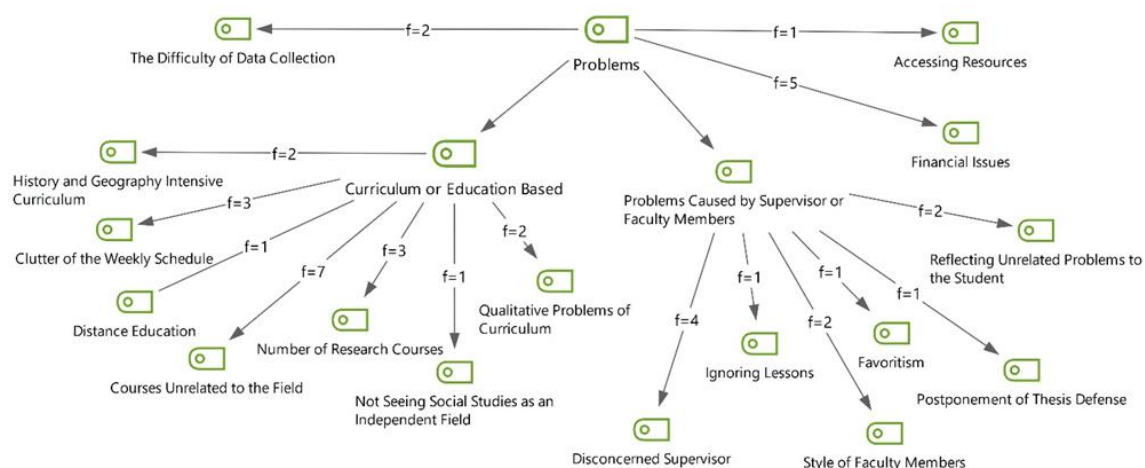 f=2
f=1
The Difficulty of Data Collection
Problems
Accessing Resources
f=5
Financial Issues
f=2
History and Geography Intensive
Curriculum
Curriculum or Education Based
Problems Caused by Supervisor or
Faculty Members
f=3
f=2
Clutter of the Weekly Schedule
f=1
f=3
f=2
Reflecting Unrelated Problems to
the Student
f=7
f=1
f=1
f=1
f=1
Distance Education
Qualitative Problems of
Curriculum
f=4
f=2
Number of Research Courses
Courses Unrelated to the Field
Not Seeing Social Studies as an
Independent Field
Ignoring Lessons
Favoritism
Postponement of Thesis Defense
Disconcerned Supervisor
Style of Faculty Members